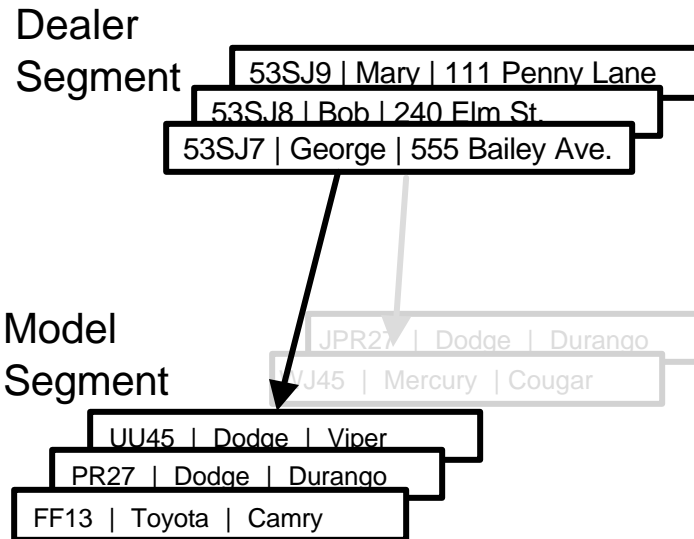 Dealer
Segment
53SJ9 | Mary | 111 Penny Lane
53SJ8 | Bob | 240 Elm St.
53SJ7 | George | 555 Bailey Ave.
Model
Segment
JPR27 | Dodge | Durango
J45 | Mercury | Cougar
UU45 | Dodge | Viper
PR27 | Dodge | Durango
FF13 | Toyota | Camry